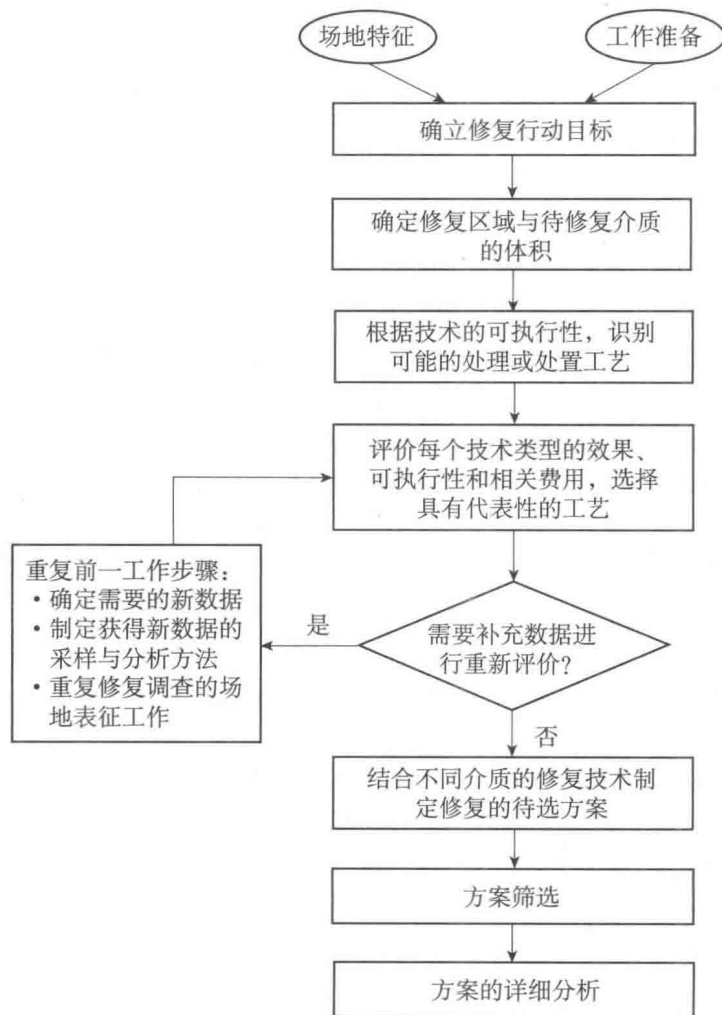 场地特征
工作准备
确立修复行动目标
确定修复区域与待修复介质
的体积
根据技术的可执行性，识别
可能的处理或处置工艺
评价每个技术类型的效果、
可执行性和相关费用，选择
具有代表性的工艺
重复前一工作步骤：
・确定需要的新数据
・制定获得新数据的
采样与分析方法
・重复修复调查的场
地表征工作
是
需要补充数据进
行重新评价?
否
结合不同介质的修复技术制
定修复的待选方案
方案筛选
方案的详细分析